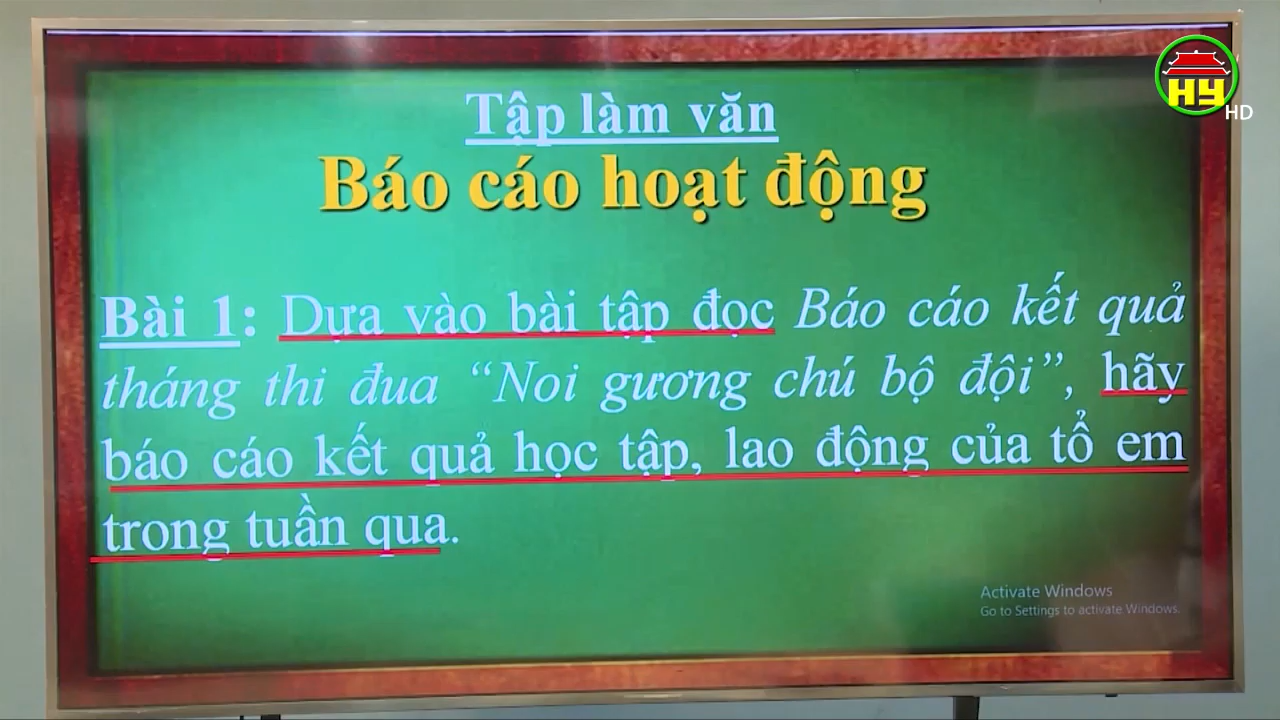 HY
HD
Tập làm văn
Báo cáo hoạt động
Bài 1: Dựa vào bài tập đọc Báo cáo kết quả
tháng thi đua “Noi gương chú bộ đội”, hãy
báo cáo kết quả học tập, lao động của tổ em
trong tuần qua.
Activate Windows
Go to Settings to activate Windows.